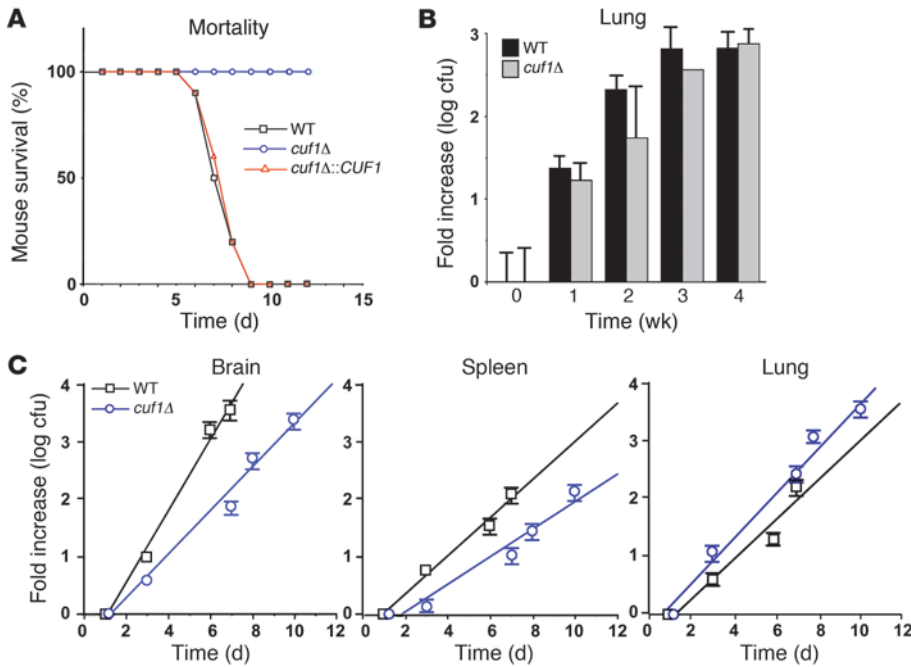 A
Mortality
Mouse survival (%)
100
50
0
WT
cuf1Δ
cuf1Δ::CUF1
0 5 10 15
Time (d)
B
Lung
Fold increase (log cfu)
3
2
1
0
WT
cuf1Δ
0 1 2 3 4
Time (wk)
C
Brain
Fold increase (log cfu)
4
3
2
1
0
WT
cuf1Δ
0 2 4 6 8 10 12
Time (d)
Spleen
4
3
2
1
0
0 2 4 6 8 10 12
Time (d)
Lung
4
3
2
1
0
0 2 4 6 8 10 12
Time (d)